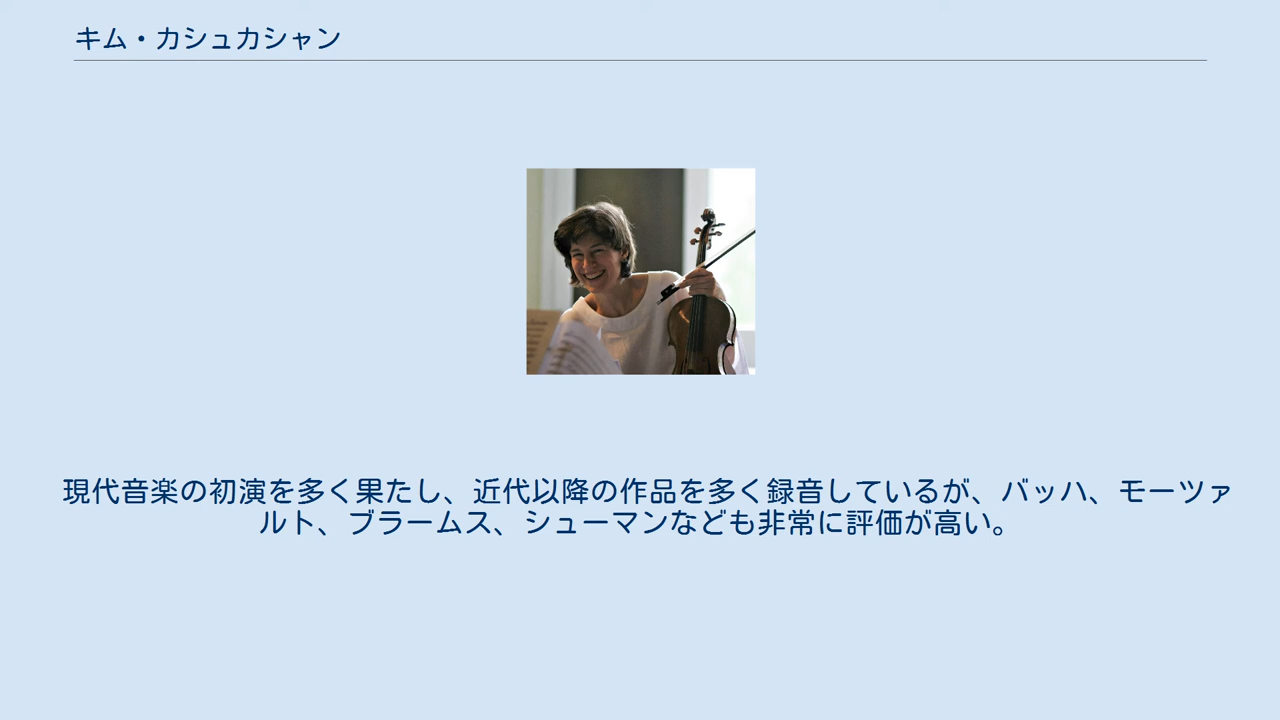 キム・カシュカシャン
現代音楽の初演を多く果たし、近代以降の作品を多く録音しているが、バッハ、モーツァ
ルト、ブラームス、シューマンなども非常に評価が高い。